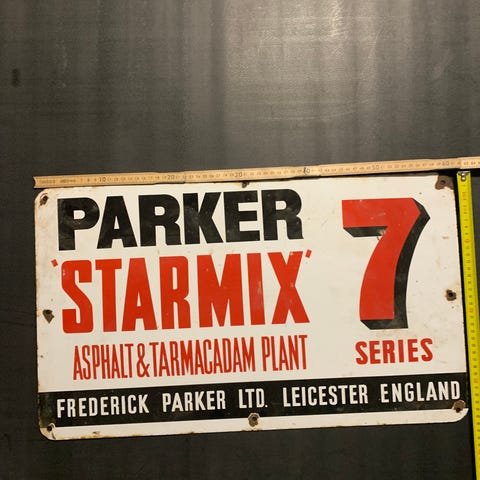 PARKER
'STARMIX'
ASPHALT & TARMACADAM PLANT
7
SERIES
FREDERICK PARKER LTD. LEICESTER ENGLAND